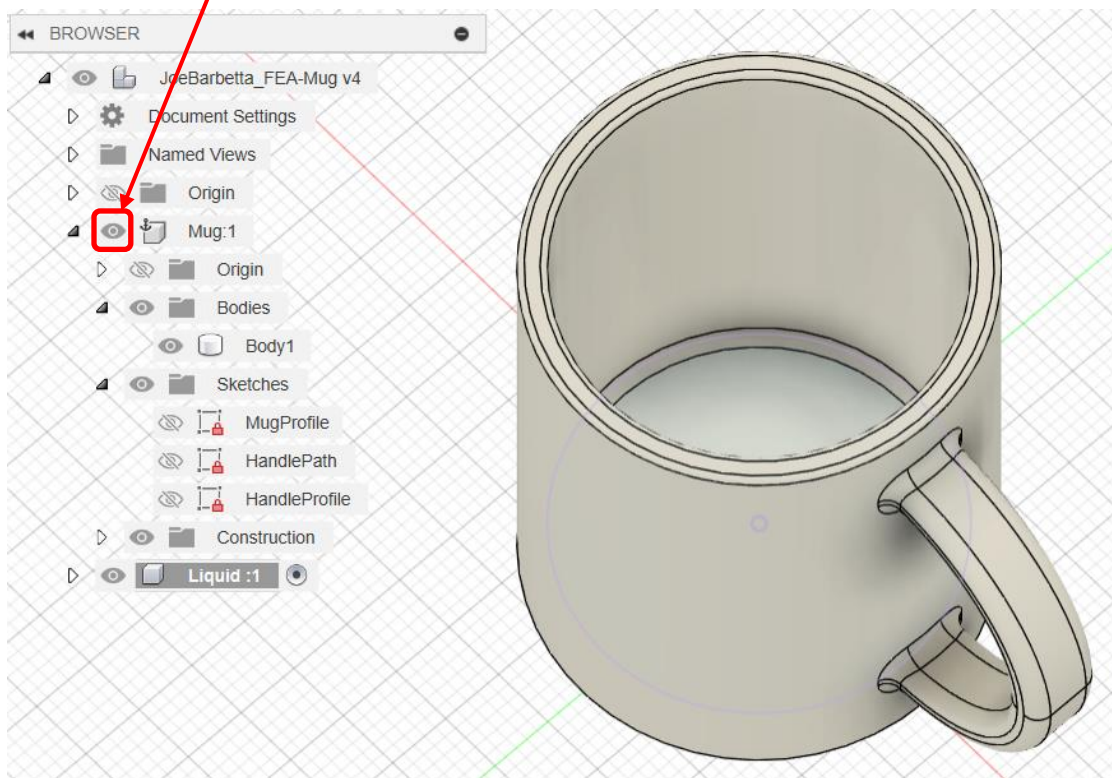 BROWSER
JoeBarbetta_FEA-Mug v4
Document Settings
Named Views
Origin
Mug:1
Origin
Bodies
Body1
Sketches
MugProfile
HandlePath
HandleProfile
Construction
Liquid :1